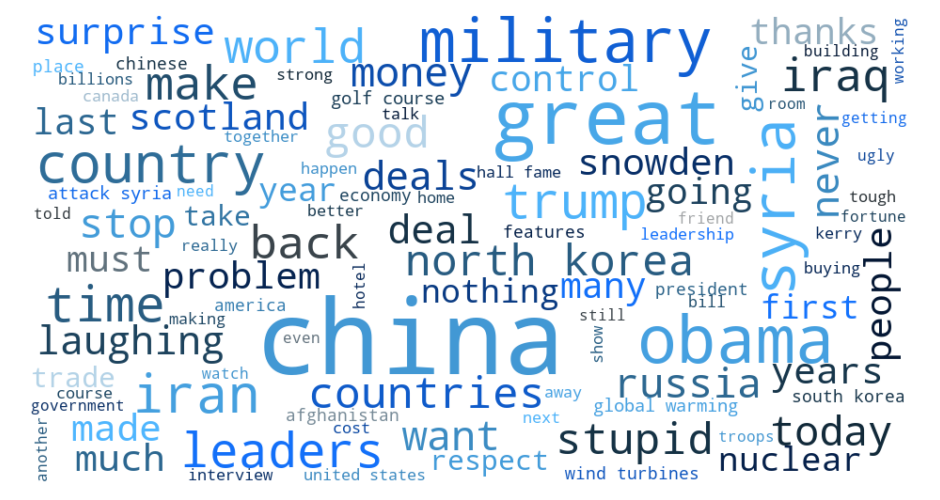 surprise
world
military
thanks
building
working
place
chinese
billions
make
strong
money
control
give
iraq
canada
golf course
great
room
last
scotland
talk
good
together
never
getting
country
happen
deals
hall fame
snowden
syria
ugly
attack syria
need
year
economy
home
trump
going
tough
told
stop
take
better
features
friend
leadership
fortune
kerry
really
back
deal
must
problem
hotel
north korea
buying
people
time
america
nothing
many
president
bill
first
making
china
still
laughing
even
show
obama
trade
watch
years
course
iran
countries
away
russia
south korea
government
afghanistan
global warming
made
cost
next
want
stupid
troops
today
another
much
leaders
respect
nuclear
interview
united states
wind turbines